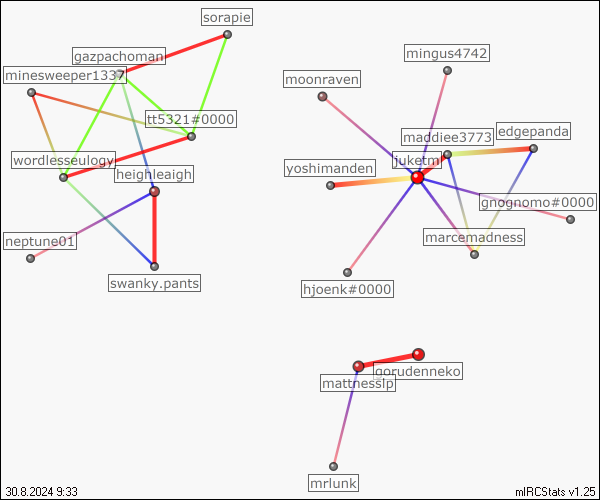 sorapie
gazpachoman
mingus4742
minesweeper1337
moonraven
tt5321#0000
edgepanda
maddiee3773
wordlesseulogy
juketm
heighleaigh
yoshimanden
gnognomo#0000
neptune01
marcemadness
swanky.pants
hjoenk#0000
gorudenneko
mattnesslp
mrlunk
30.8.2024 9:33
mIRCStats v1.25